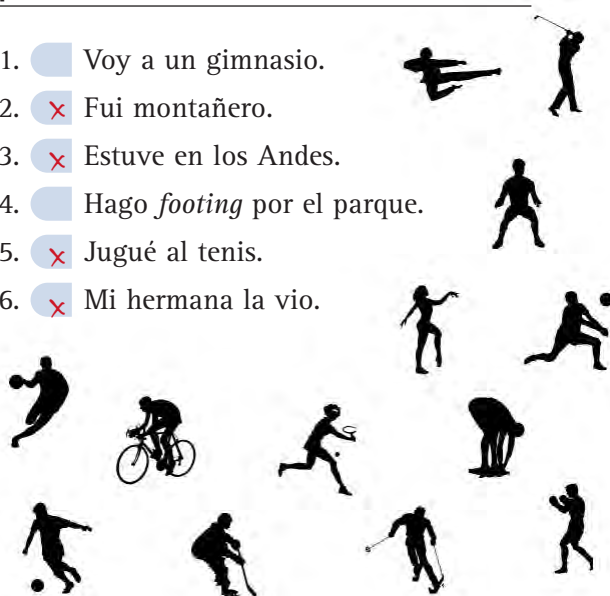 1. Voy a un gimnasio.
2. x Fui montañero.
3. x Estuve en los Andes.
4. Hago footing por el parque.
5. x Jugué al tenis.
6. x Mi hermana la vio.